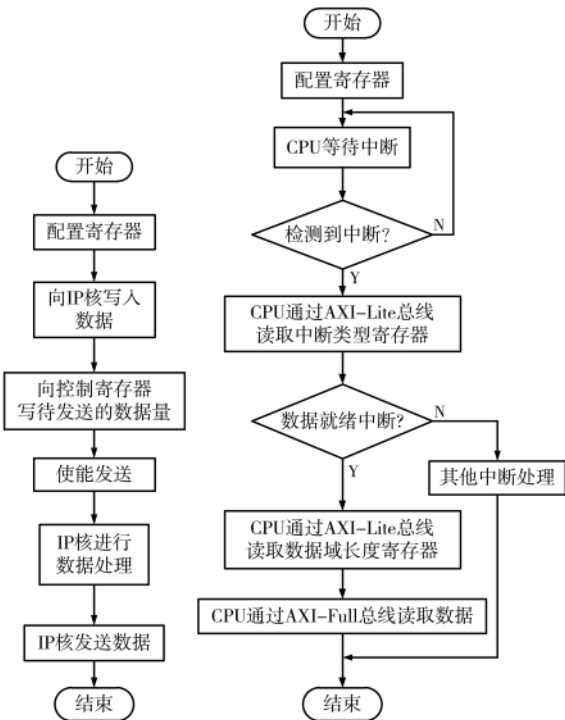 开始
配置寄存器
向IP核写入
数据
向控制寄存器
写待发送的数据量
使能发送
IP核进行
数据处理
IP核发送数据
结束
开始
配置寄存器
CPU等待中断
检测到中断?
N
Y
CPU通过AXI-Lite总线
读取中断类型寄存器
数据就绪中断?
N
Y
其他中断处理
CPU通过AXI-Lite总线
读取数据域长度寄存器
CPU通过AXI-Full总线读取数据
结束